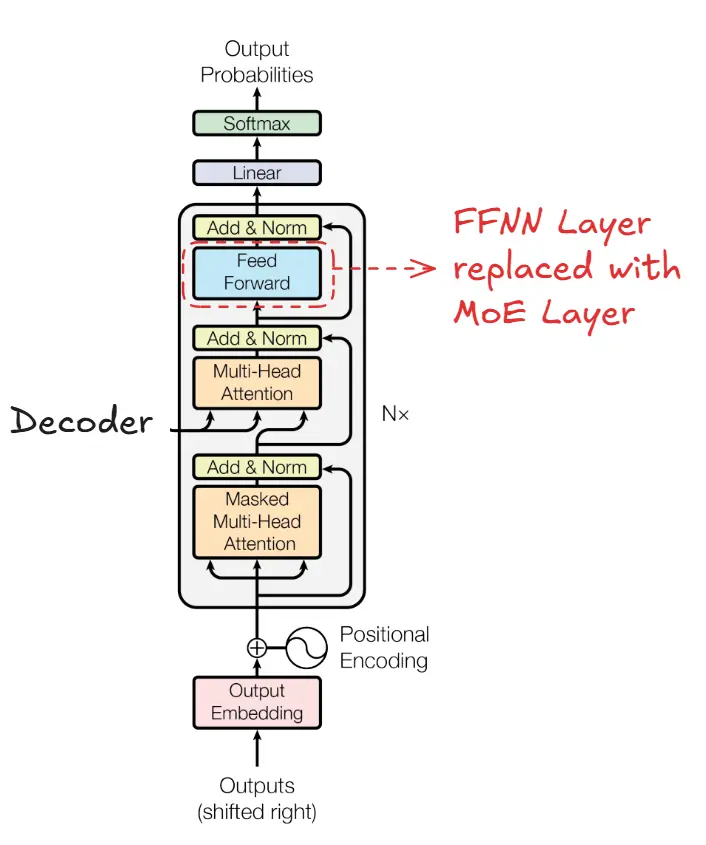 Output
Probabilities
Softmax
Linear
Add & Norm
Feed
Forward
FFNN Layer
replaced with
MoE Layer
Add & Norm
Multi-Head
Attention
Decoder
N×
Add & Norm
Masked
Multi-Head
Attention
Positional
Encoding
Output
Embedding
Outputs
(shifted right)